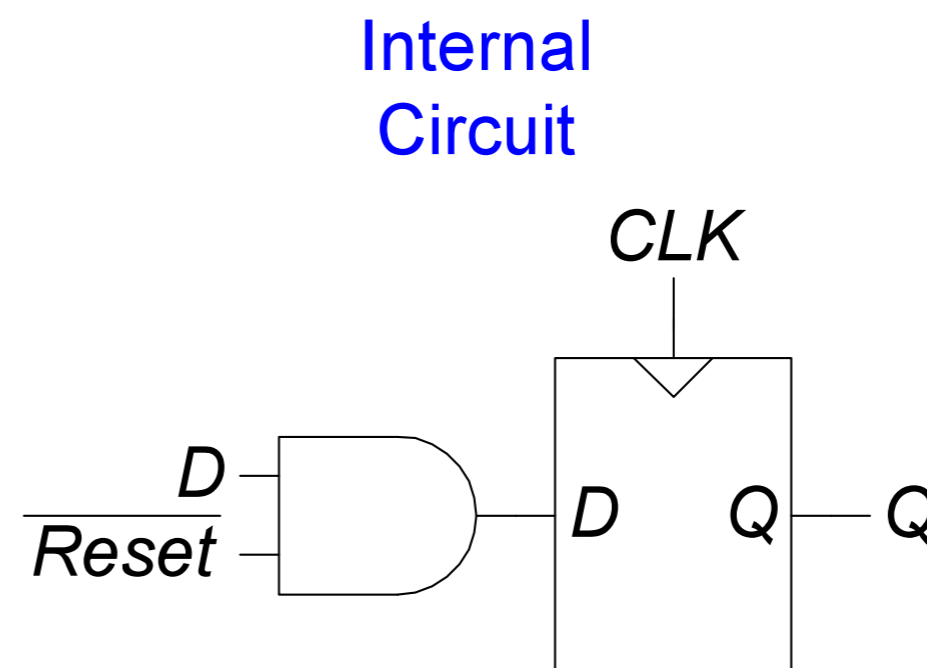 Internal
Circuit
CLK
D
D Q Q
Reset